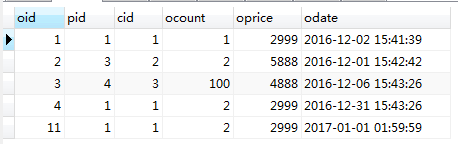 oid pid cid ocount oprice odate
1 1 1 1 2999 2016-12-02 15:41:39
2 3 2 2 5888 2016-12-01 15:42:42
3 4 3 100 4888 2016-12-06 15:43:26
4 1 1 2 2999 2016-12-31 15:43:26
11 1 1 2 2999 2017-01-01 01:59:59